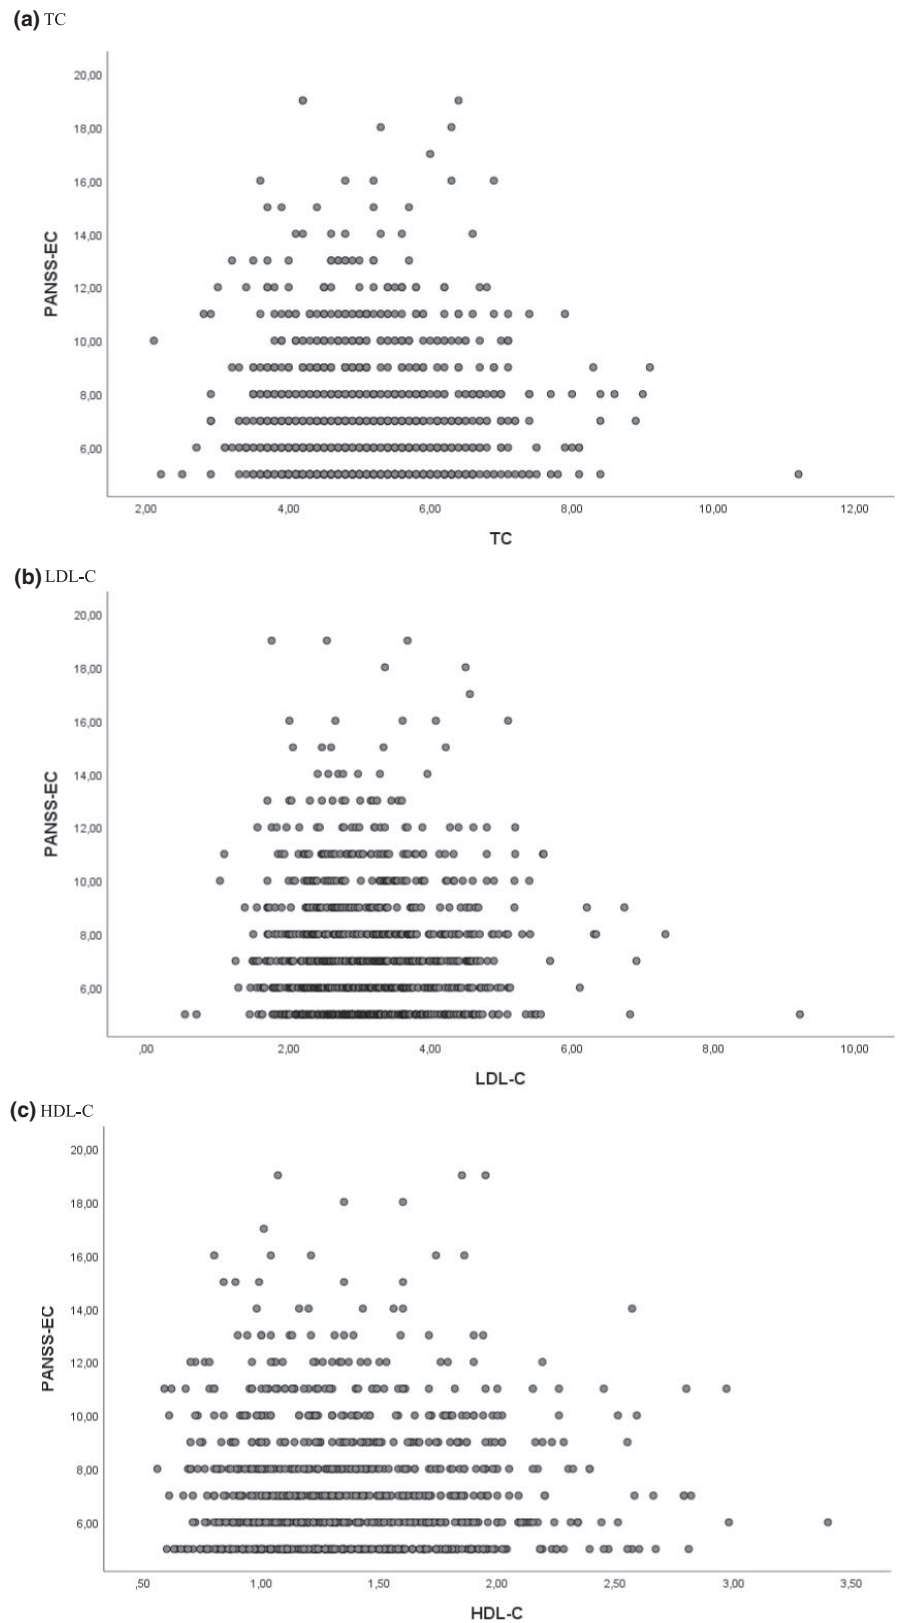 (a) TC
20,00
18,00
16,00
14,00
12,00
10,00
8,00
6,00
PANSS-EC
2,00 4,00 6,00 8,00 10,00 12,00
TC
(b) LDL-C
20,00
18,00
16,00
14,00
12,00
10,00
8,00
6,00
PANSS-EC
,00 2,00 4,00 6,00 8,00 10,00
LDL-C
(c) HDL-C
20,00
18,00
16,00
14,00
12,00
10,00
8,00
6,00
PANSS-EC
,50 1,00 1,50 2,00 2,50 3,00 3,50
HDL-C